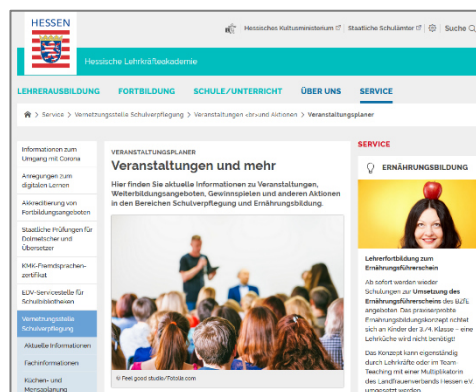 HESSEN
Hessisches Kultusministerium
Staatliche Schulämter
Suche
Hessische Lehrkräfteakademie
LEHRERAUSBILDUNG FORTBILDUNG SCHULE/UNTERRICHT ÜBER UNS SERVICE
> Service > Vernetzungsstelle Schulverpflegung > Veranstaltungen <br>und Aktionen > Veranstaltungsplaner
Informationen zum
Umgang mit Corona
Anregungen zum
digitalen Lernen
Akkreditierung von
Fortbildungsangeboten
Staatliche Prüfungen für
Dolmetscher und
Übersetzer
KMK-Fremdsprachen-
zertifikat
EDV-Servicestelle für
Schulbibliotheken
Vernetzungsstelle
Schulverpflegung
Aktuelle Informationen
Fachinformationen
Küchen- und
Mensaplanung
VERANSTALTUNGSPLANER
Veranstaltungen und mehr
Hier finden Sie aktuelle Informationen zu Veranstaltungen,
Weiterbildungsangeboten, Gewinnspielen und anderen Aktionen
in den Bereichen Schulverpflegung und Ernährungsbildung.
© Feel good studio/Fotolia.com
SERVICE
ERNÄHRUNGSBILDUNG
Lehrerfortbildung zum
Ernährungsführerschein
Ab sofort werden wieder
Schulungen zur Umsetzung des
Ernährungsführerscheins des BZfE
angeboten. Das praxiserprobte
Ernährungsbildungskonzept richtet
sich an Kinder der 3./4. Klasse – eine
Lehrküche wird nicht benötigt!
Das Konzept kann eigenständig
durch Lehrkräfte oder im Team-
Teaching mit einer Multiplikatorin
des Landfrauenverbands Hessen eV
umgesetzt werden.